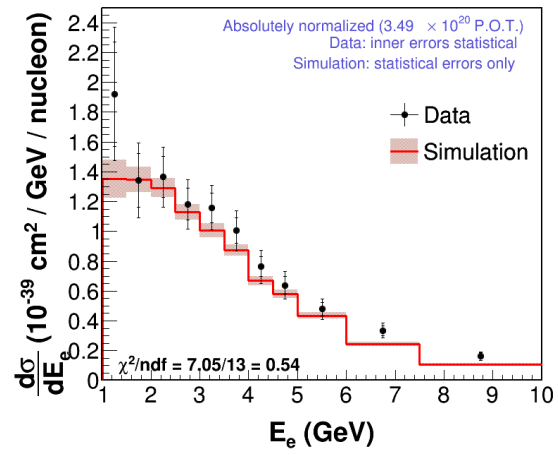 Absolutely normalized (3.49 × 10²⁰ P.O.T.)
Data: inner errors statistical
Simulation: statistical errors only
Data
Simulation
χ²/ndf = 7.05/13 = 0.54
dσ/dE_e (10⁻³⁹ cm² / GeV / nucleon)
2.4
2.2
2
1.8
1.6
1.4
1.2
1
0.8
0.6
0.4
0.2
0
1 2 3 4 5 6 7 8 9 10
E_e (GeV)